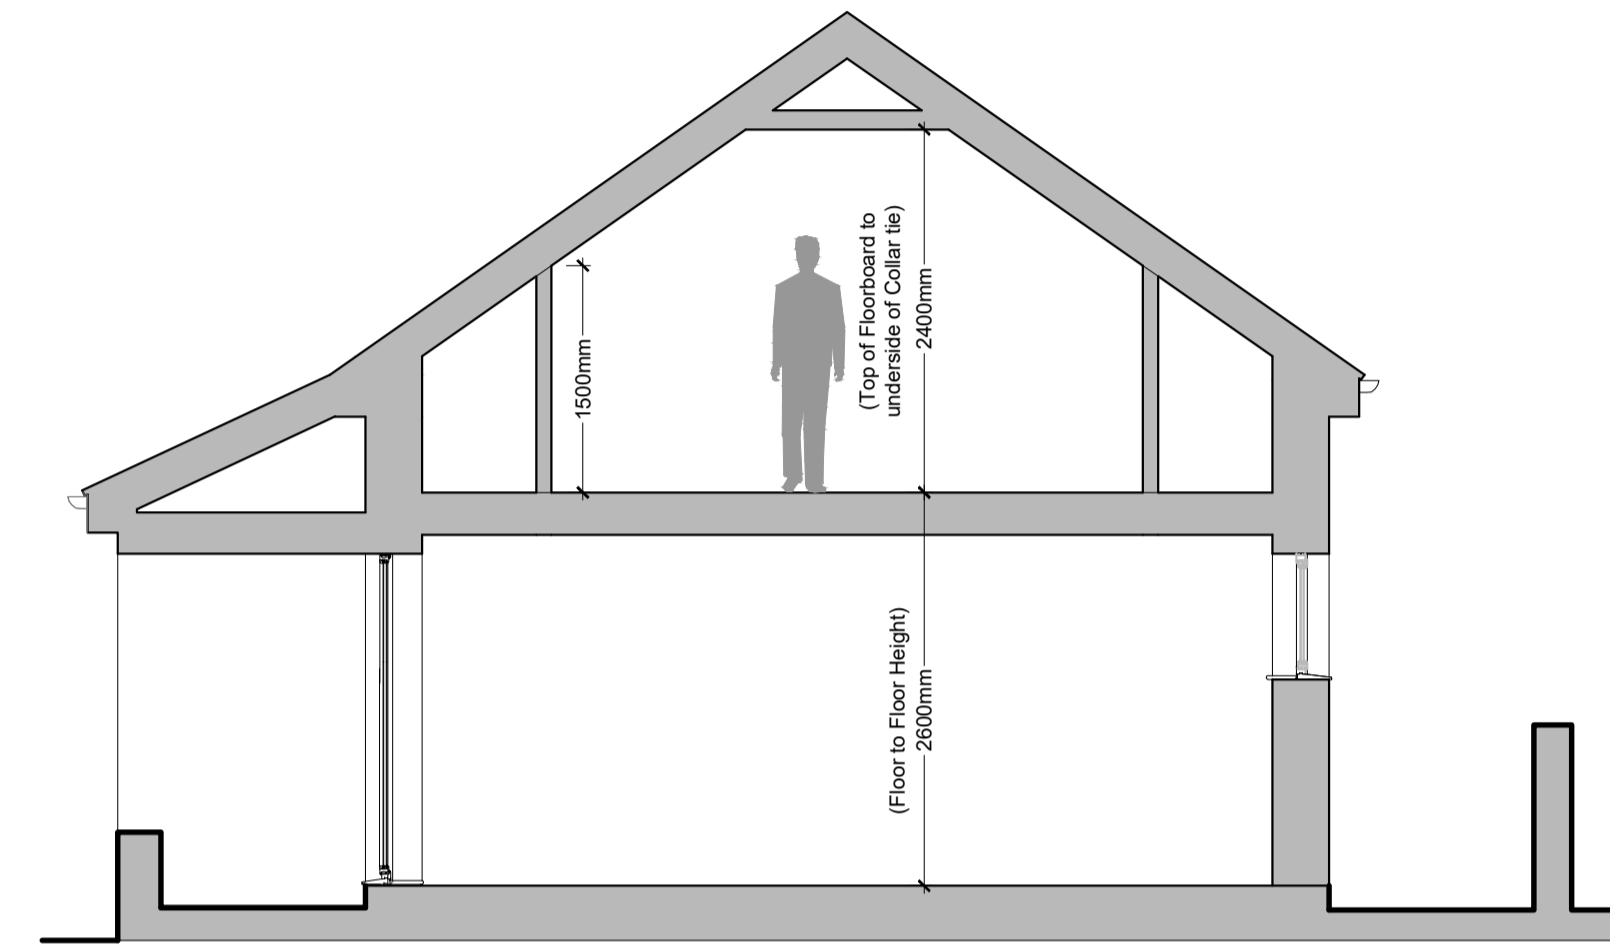 1500mm
(Top of Floorboard to
underside of Collar tie)
2400mm
(Floor to Floor Height)
2600mm